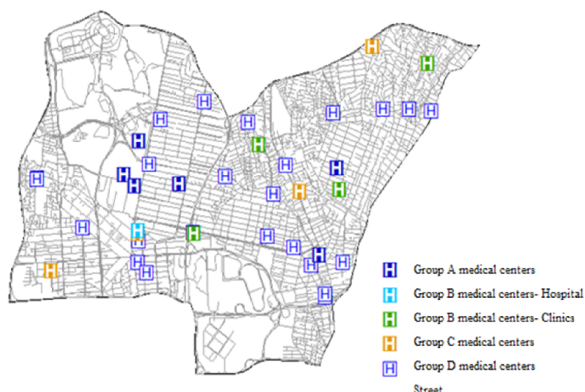 H Group A medical centers
H Group B medical centers- Hospital
H Group B medical centers- Clinics
H Group C medical centers
H Group D medical centers
Street